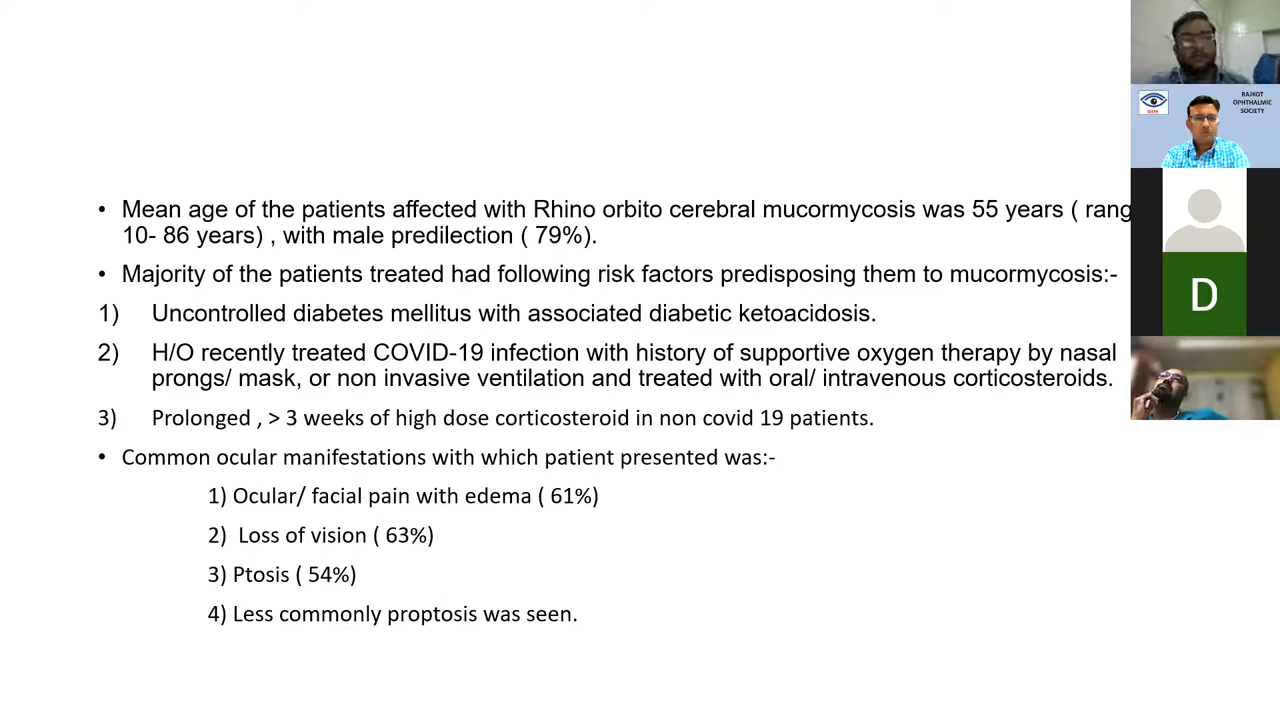 • Mean age of the patients affected with Rhino orbito cerebral mucormycosis was 55 years ( rang
10- 86 years) , with male predilection ( 79%).
• Majority of the patients treated had following risk factors predisposing them to mucormycosis:-
1) Uncontrolled diabetes mellitus with associated diabetic ketoacidosis.
2) H/O recently treated COVID-19 infection with history of supportive oxygen therapy by nasal
prongs/ mask, or non invasive ventilation and treated with oral/ intravenous corticosteroids.
3) Prolonged , > 3 weeks of high dose corticosteroid in non covid 19 patients.
• Common ocular manifestations with which patient presented was:-
1) Ocular/ facial pain with edema ( 61%)
2) Loss of vision ( 63%)
3) Ptosis ( 54%)
4) Less commonly proptosis was seen.
RAJKOT
OPHTHALMIC
SOCIETY
D